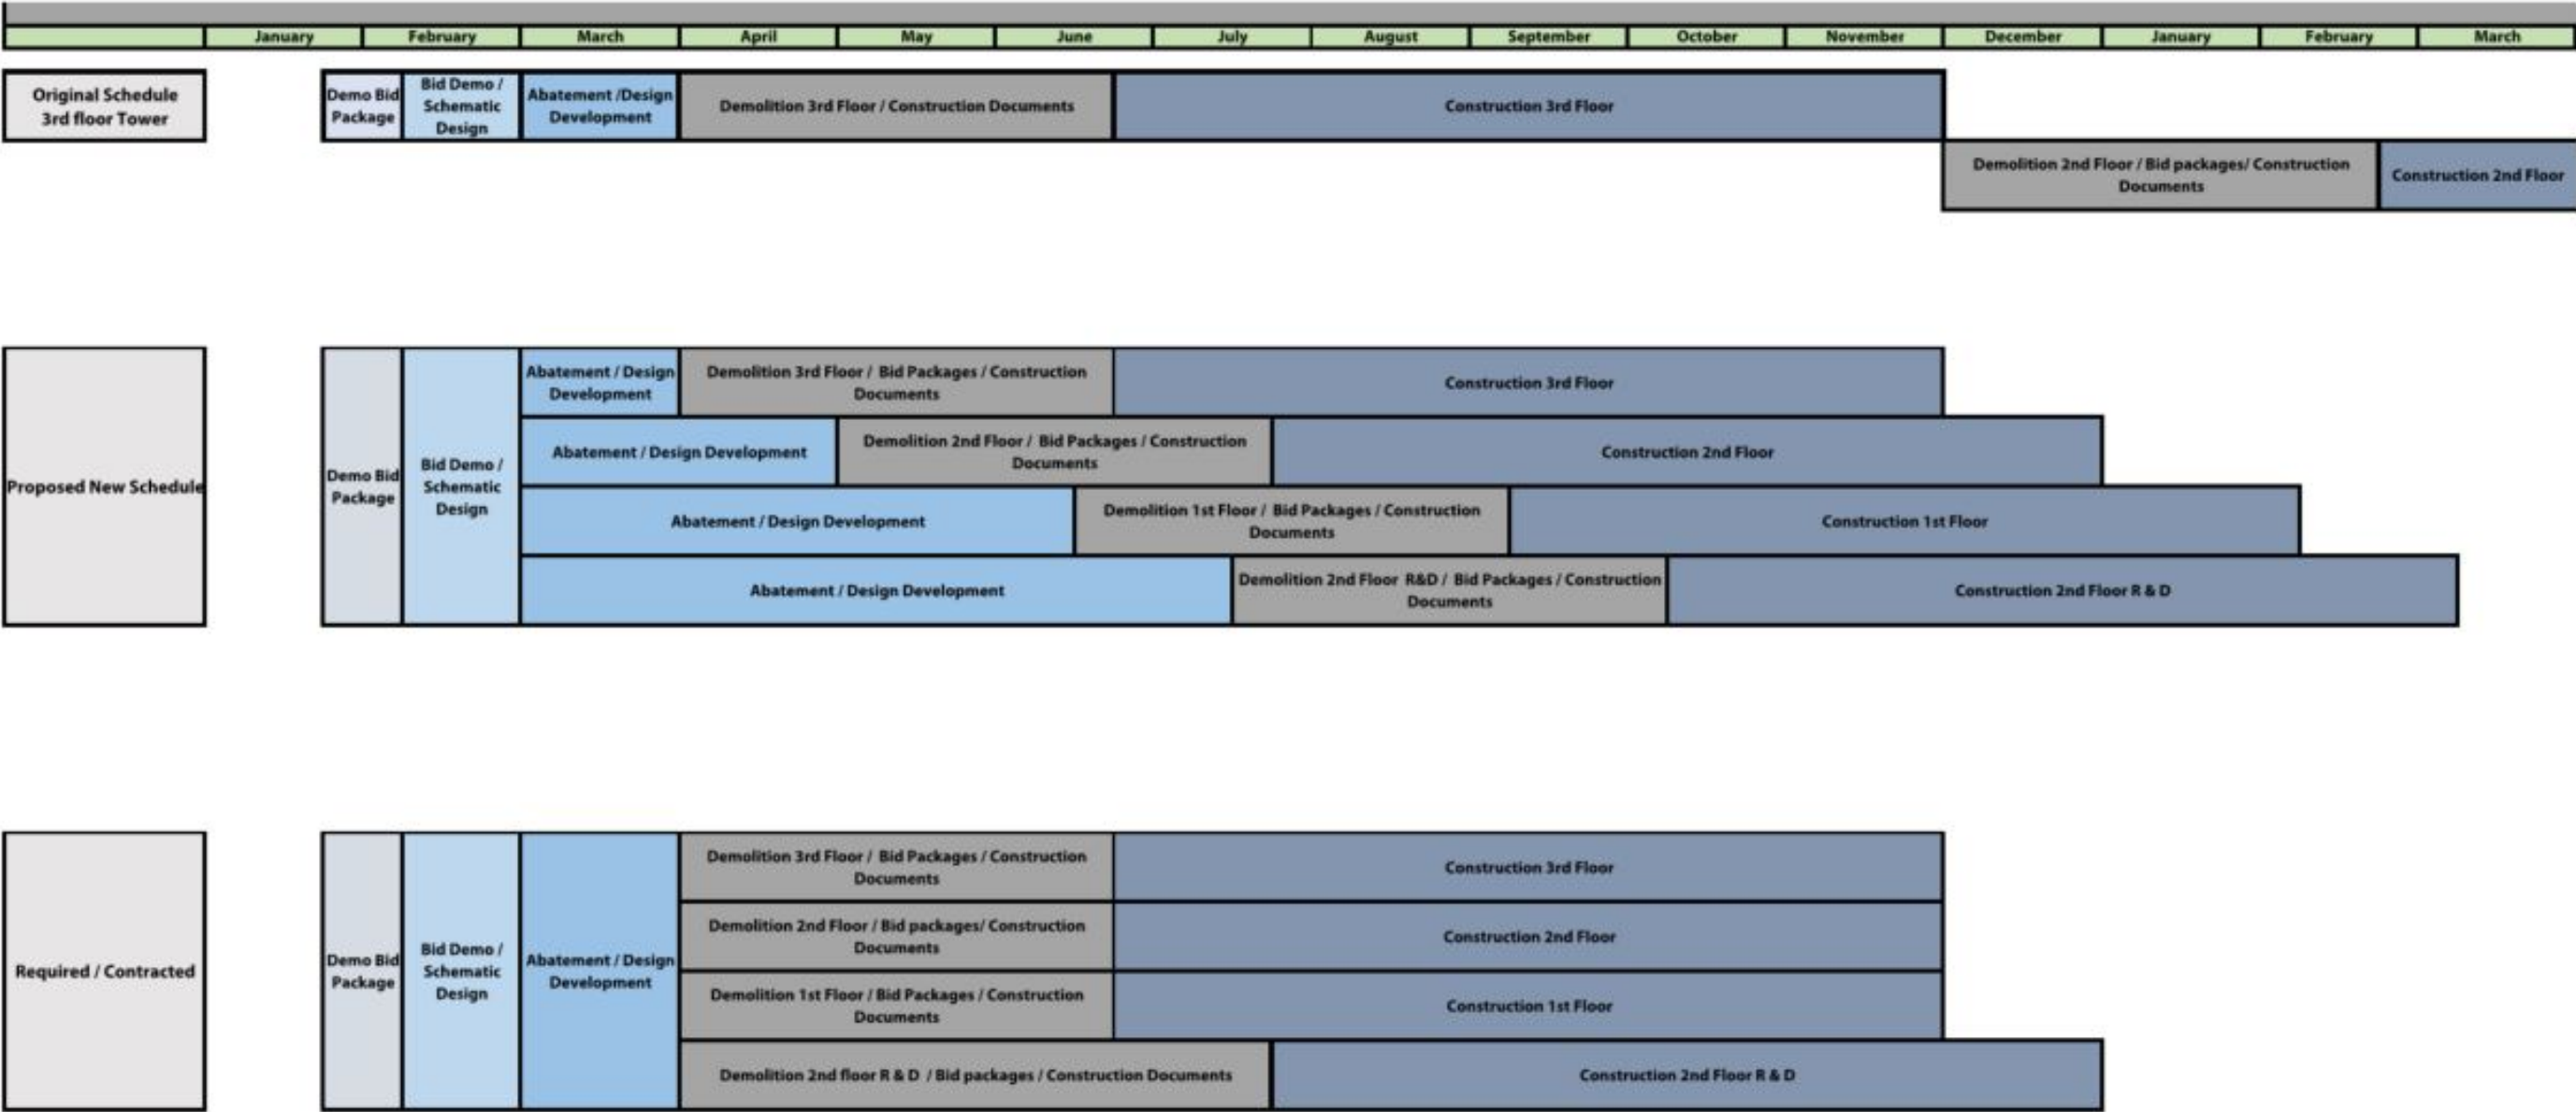 January February March April May June July August September October November December January February March
Original Schedule
3rd floor Tower
Demo Bid
Package
Bid Demo /
Schematic
Design
Abatement /Design
Development
Demolition 3rd Floor / Construction Documents
Construction 3rd Floor
Demolition 2nd Floor / Bid packages/ Construction
Documents
Construction 2nd Floor
Proposed New Schedule
Demo Bid
Package
Bid Demo /
Schematic
Design
Abatement / Design
Development
Demolition 3rd Floor / Bid Packages / Construction
Documents
Construction 3rd Floor
Abatement / Design Development
Demolition 2nd Floor / Bid Packages / Construction
Documents
Construction 2nd Floor
Abatement / Design Development
Demolition 1st Floor / Bid Packages / Construction
Documents
Construction 1st Floor
Abatement / Design Development
Demolition 2nd Floor R&D / Bid Packages / Construction
Documents
Construction 2nd Floor R & D
Required / Contracted
Demo Bid
Package
Bid Demo /
Schematic
Design
Abatement / Design
Development
Demolition 3rd Floor / Bid Packages / Construction
Documents
Construction 3rd Floor
Demolition 2nd Floor / Bid packages/ Construction
Documents
Construction 2nd Floor
Demolition 1st Floor / Bid Packages / Construction
Documents
Construction 1st Floor
Demolition 2nd floor R & D / Bid packages / Construction Documents
Construction 2nd Floor R & D